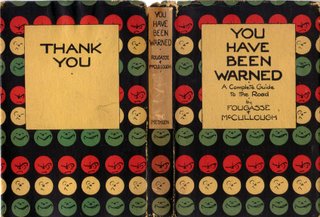 THANK
YOU
YOU
HAVE
BEEN
WARNED
FOUGASSE
&
McCULLOUGH
METHUEN
YOU
HAVE
BEEN
WARNED
A Complete Guide
to the Road
by
FOUGASSE
&
McCULLOUGH